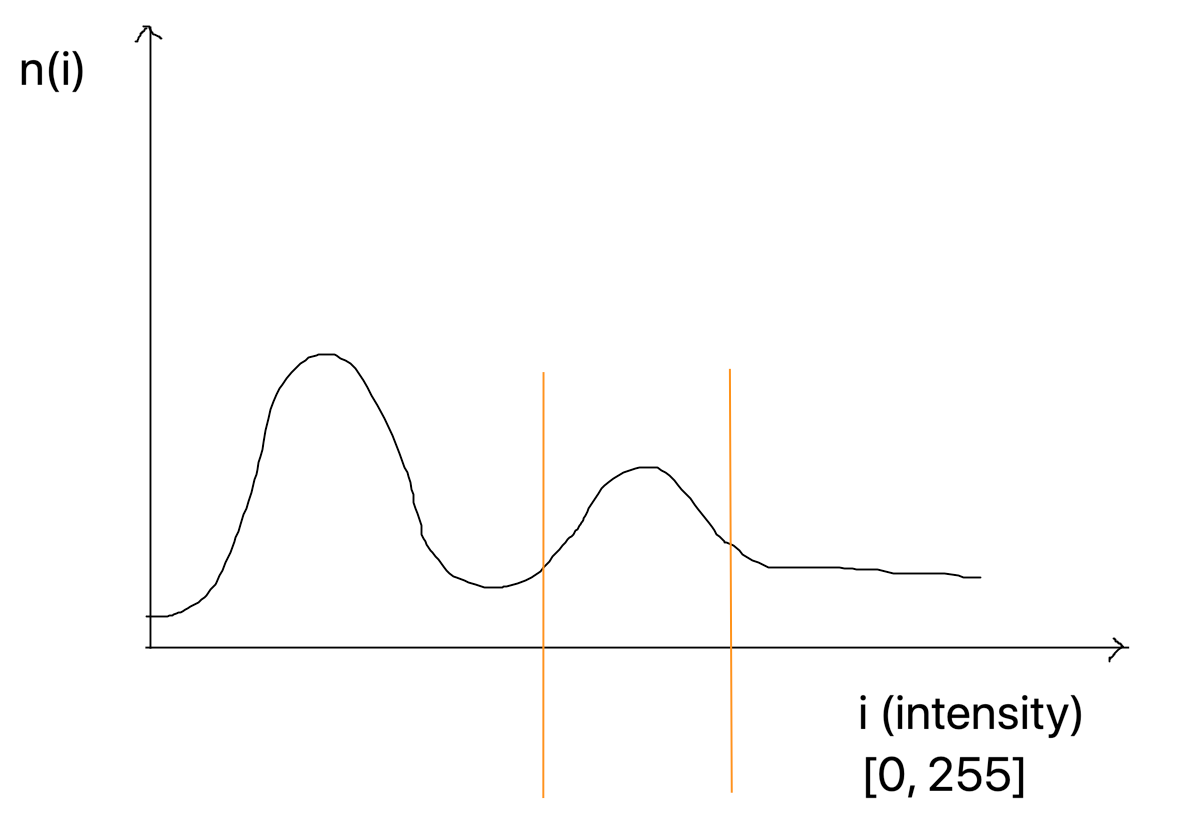 n(i)
i (intensity)
[0, 255]